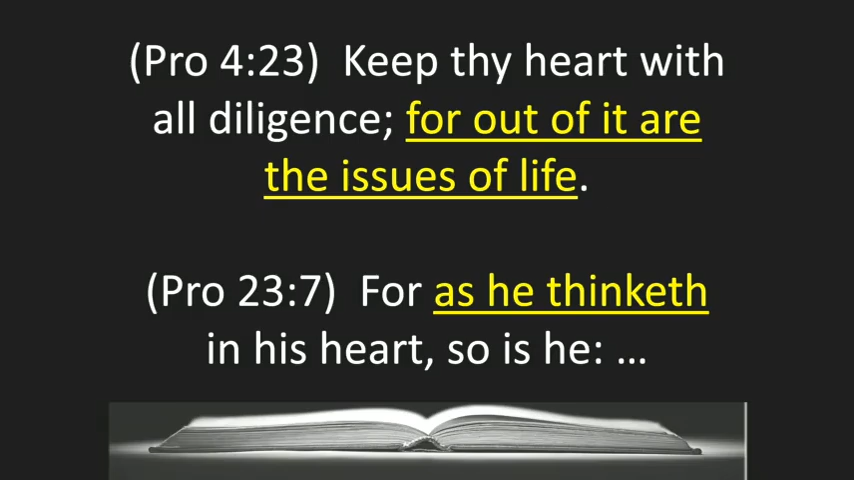 (Pro 4:23)  Keep thy heart with
all diligence; for out of it are
the issues of life.
(Pro 23:7)  For as he thinketh
in his heart, so is he: …